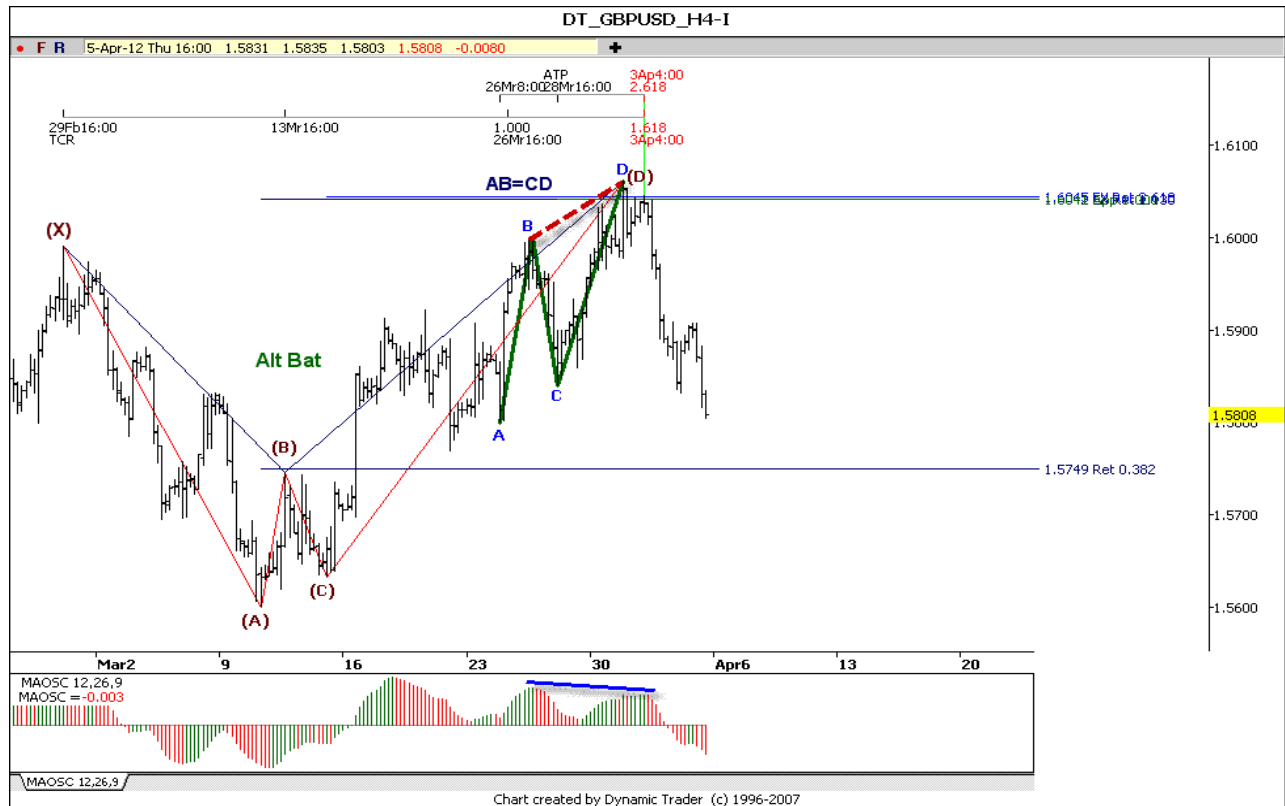 DT_GBPUSD_H4-I
F R 5-Apr-12 Thu 16:00 1.5831 1.5835 1.5803 1.5808 -0.0080
ATP 3Ap4:00
26Mr8:00 28Mr16:00 2.618
29Fb16:00 13Mr16:00 1.000 1.618
TCR 26Mr16:00 3Ap4:00
1.6100
D
(D)
AB=CD
1.6045 Ex Ret
B
(X)
1.6000
1.5900
Alt Bat
C
1.5808
A
(B)
1.5749 Ret 0.382
1.5700
(C)
(A)
1.5600
Mar2 9 16 23 30 Apr6 13 20
MAOSC 12,26,9
MAOSC =-0.003
MAOSC 12,26,9
Chart created by Dynamic Trader (c) 1996-2007